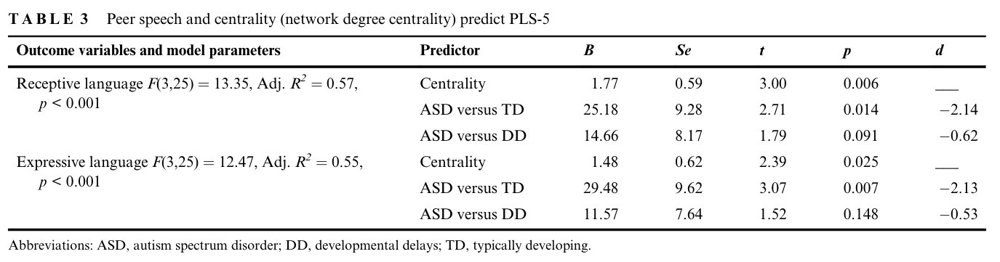 TABLE 3 Peer speech and centrality (network degree centrality) predict PLS-5
Outcome variables and model parameters Predictor B Se t p d
Receptive language F(3,25) = 13.35, Adj. R² = 0.57, Centrality 1.77 0.59 3.00 0.006 __
p < 0.001
ASD versus TD 25.18 9.28 2.71 0.014 −2.14
ASD versus DD 14.66 8.17 1.79 0.091 −0.62
Expressive language F(3,25) = 12.47, Adj. R² = 0.55, Centrality 1.48 0.62 2.39 0.025 __
p < 0.001
ASD versus TD 29.48 9.62 3.07 0.007 −2.13
ASD versus DD 11.57 7.64 1.52 0.148 −0.53
Abbreviations: ASD, autism spectrum disorder; DD, developmental delays; TD, typically developing.